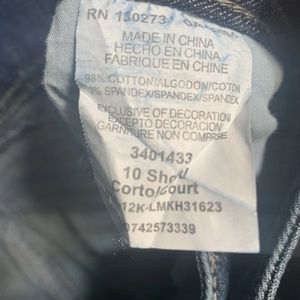 RN 130273
MADE IN CHINA
HECHO EN CHINA
FABRIQUE EN CHINE
98% COTTON/ALGODON/COTON
2% SPANDEX/SPANDEX/SPANDEX
EXCLUSIVE OF DECORATION
EXCEPTO DECORACION
GARNITURE NON COMPRISE
3401433
10 Short
Corto/Court
12K-LMKH31623
0742573339